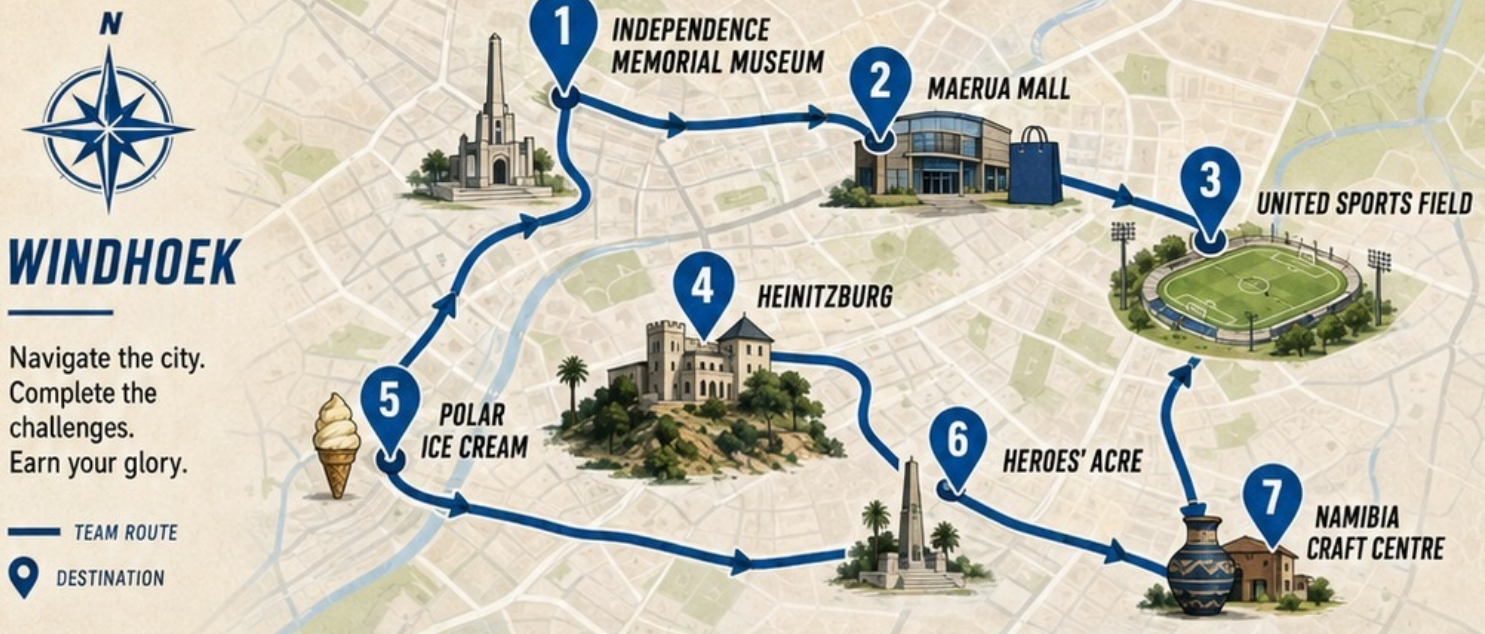 N
WINDHOEK
Navigate the city.
Complete the
challenges.
Earn your glory.
TEAM ROUTE
DESTINATION
1
INDEPENDENCE
MEMORIAL MUSEUM
2
MAERUA MALL
3
UNITED SPORTS FIELD
4
HEINITZBURG
5
POLAR
ICE CREAM
6
HEROES' ACRE
7
NAMIBIA
CRAFT CENTRE